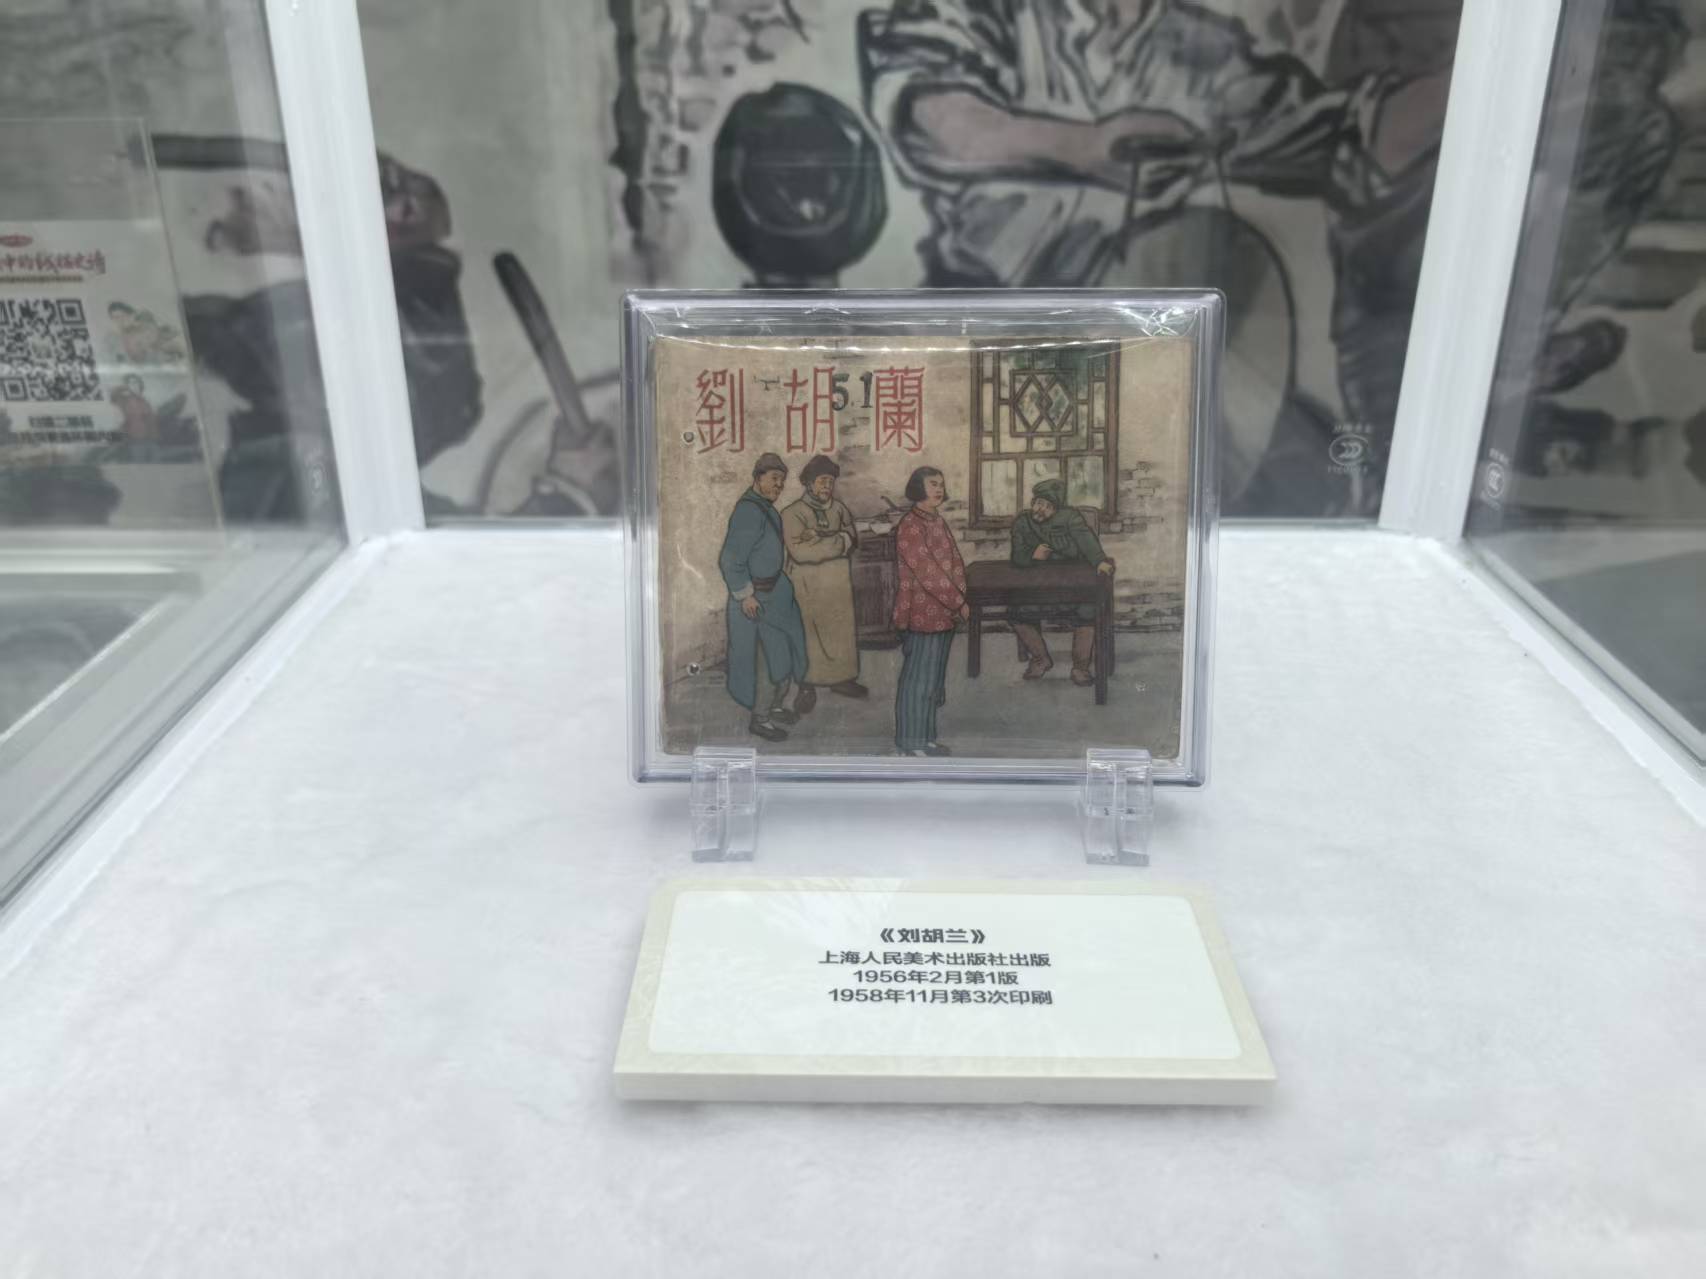 劉胡蘭
5.1
《刘胡兰》
上海人民美术出版社出版
1956年2月第1版
1958年11月第3次印刷